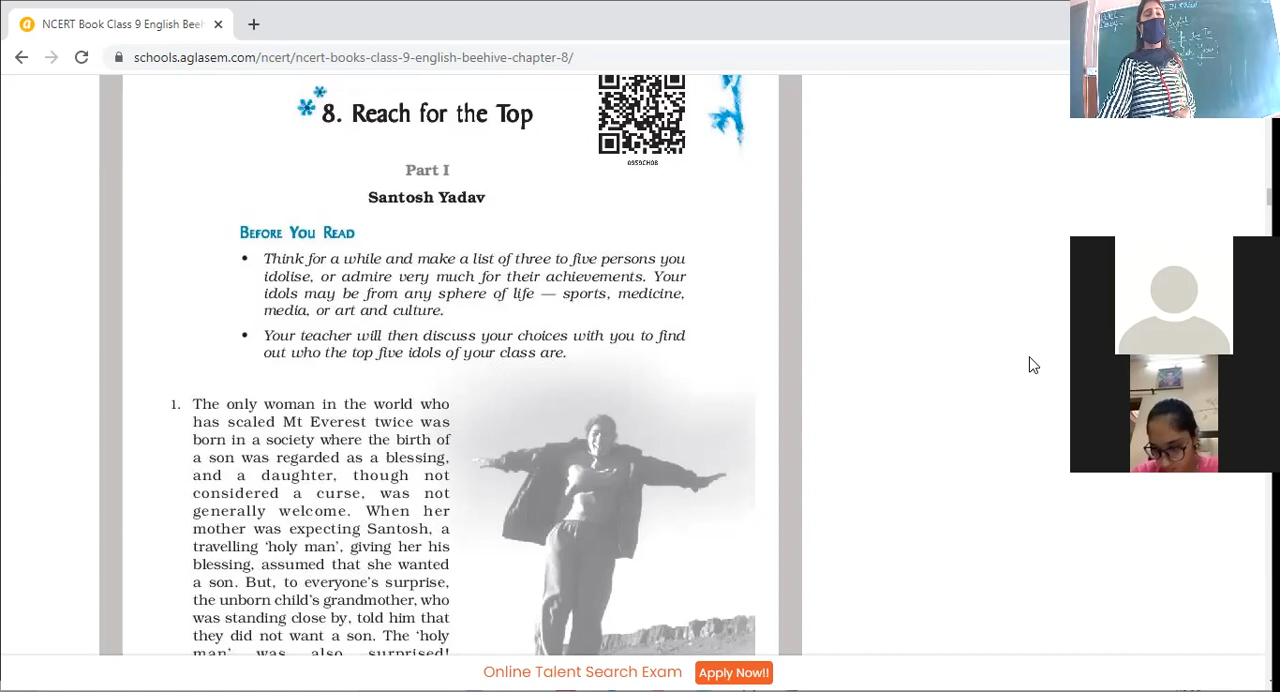 NCERT Book Class 9 English Beeh
schools.aglasem.com/ncert/ncert-books-class-9-english-beehive-chapter-8/
8. Reach for the Top
0959CH08
Part I
Santosh Yadav
BEFORE YOU READ
• Think for a while and make a list of three to five persons you
idolise, or admire very much for their achievements. Your
idols may be from any sphere of life — sports, medicine,
media, or art and culture.
• Your teacher will then discuss your choices with you to find
out who the top five idols of your class are.
1. The only woman in the world who
has scaled Mt Everest twice was
born in a society where the birth of
a son was regarded as a blessing,
and a daughter, though not
considered a curse, was not
generally welcome. When her
mother was expecting Santosh, a
travelling ‘holy man’, giving her his
blessing, assumed that she wanted
a son. But, to everyone’s surprise,
the unborn child’s grandmother, who
was standing close by, told him that
they did not want a son. The ‘holy
man’ was also surprised!
Online Talent Search Exam Apply Now!!